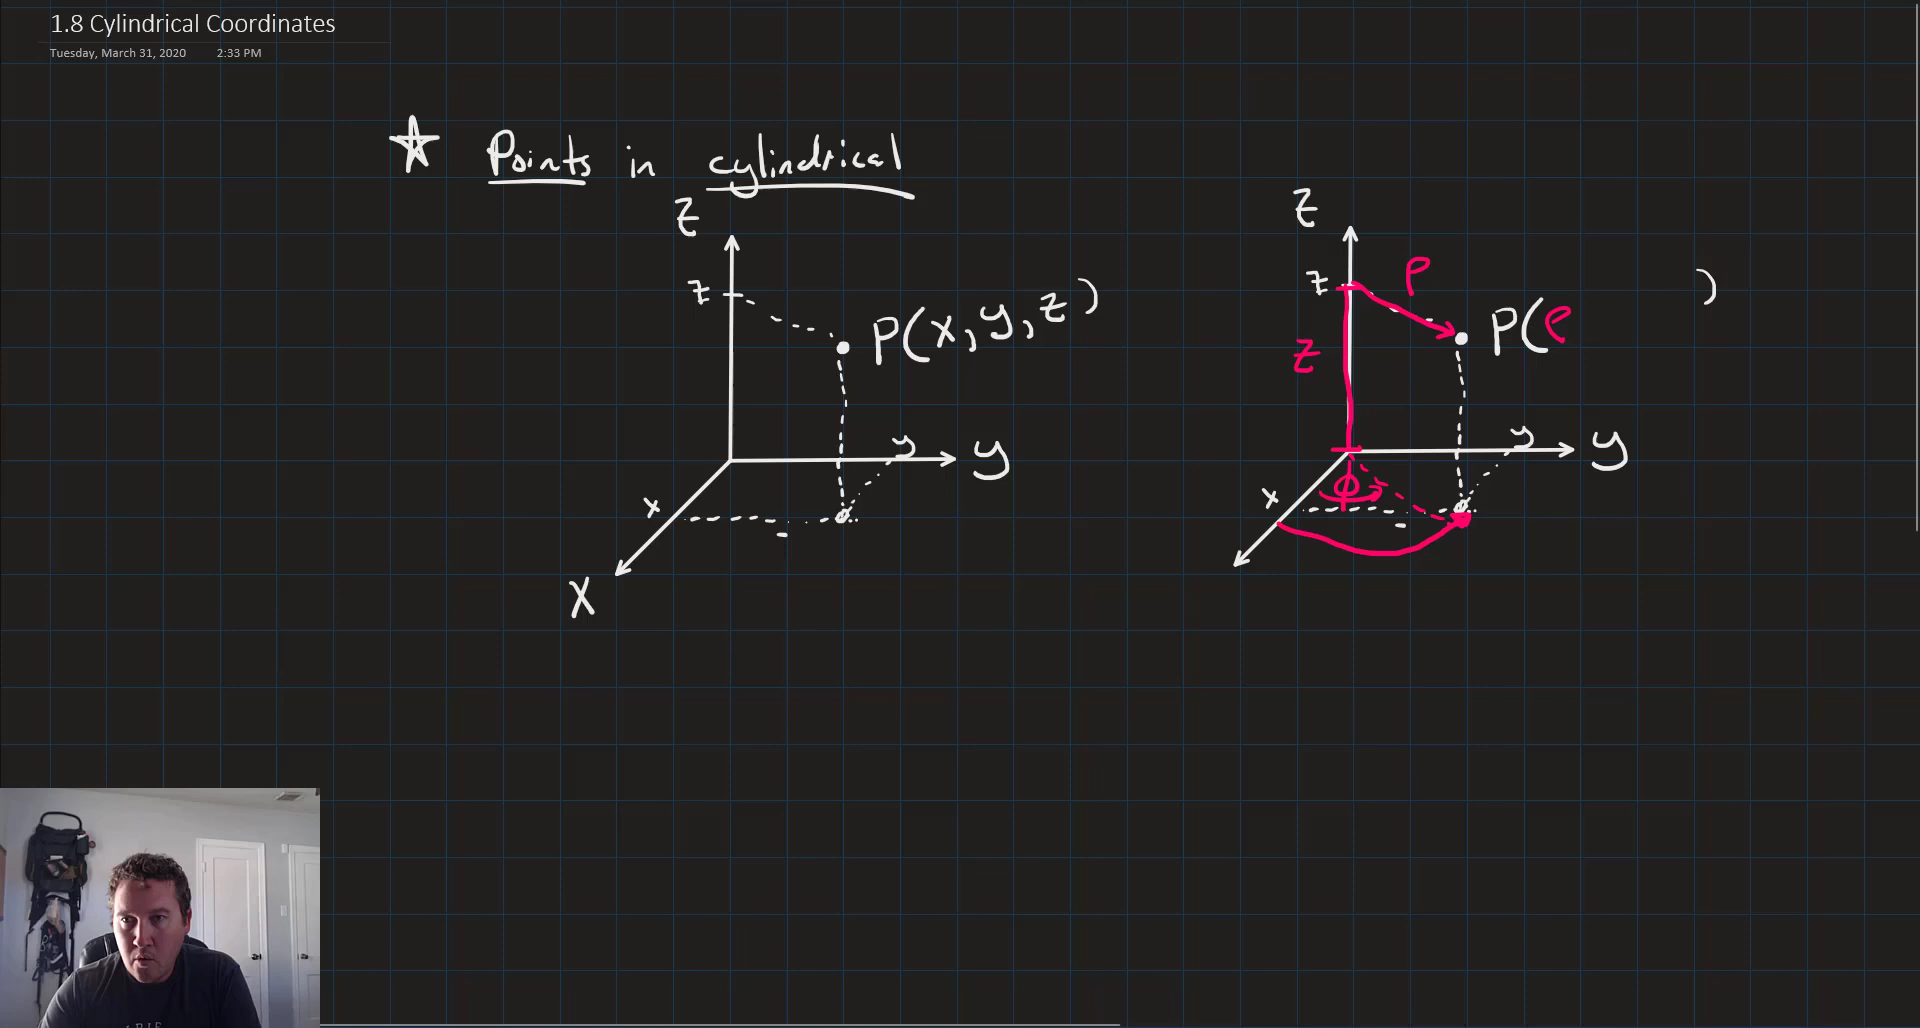 1.8 Cylindrical Coordinates
Tuesday, March 31, 2020 2:33 PM
Points in cylindrical
Z
z
P(x, y, z)
y
y
x
X
Z
z
ρ
P(ρ )
z
y
y
x
Φ